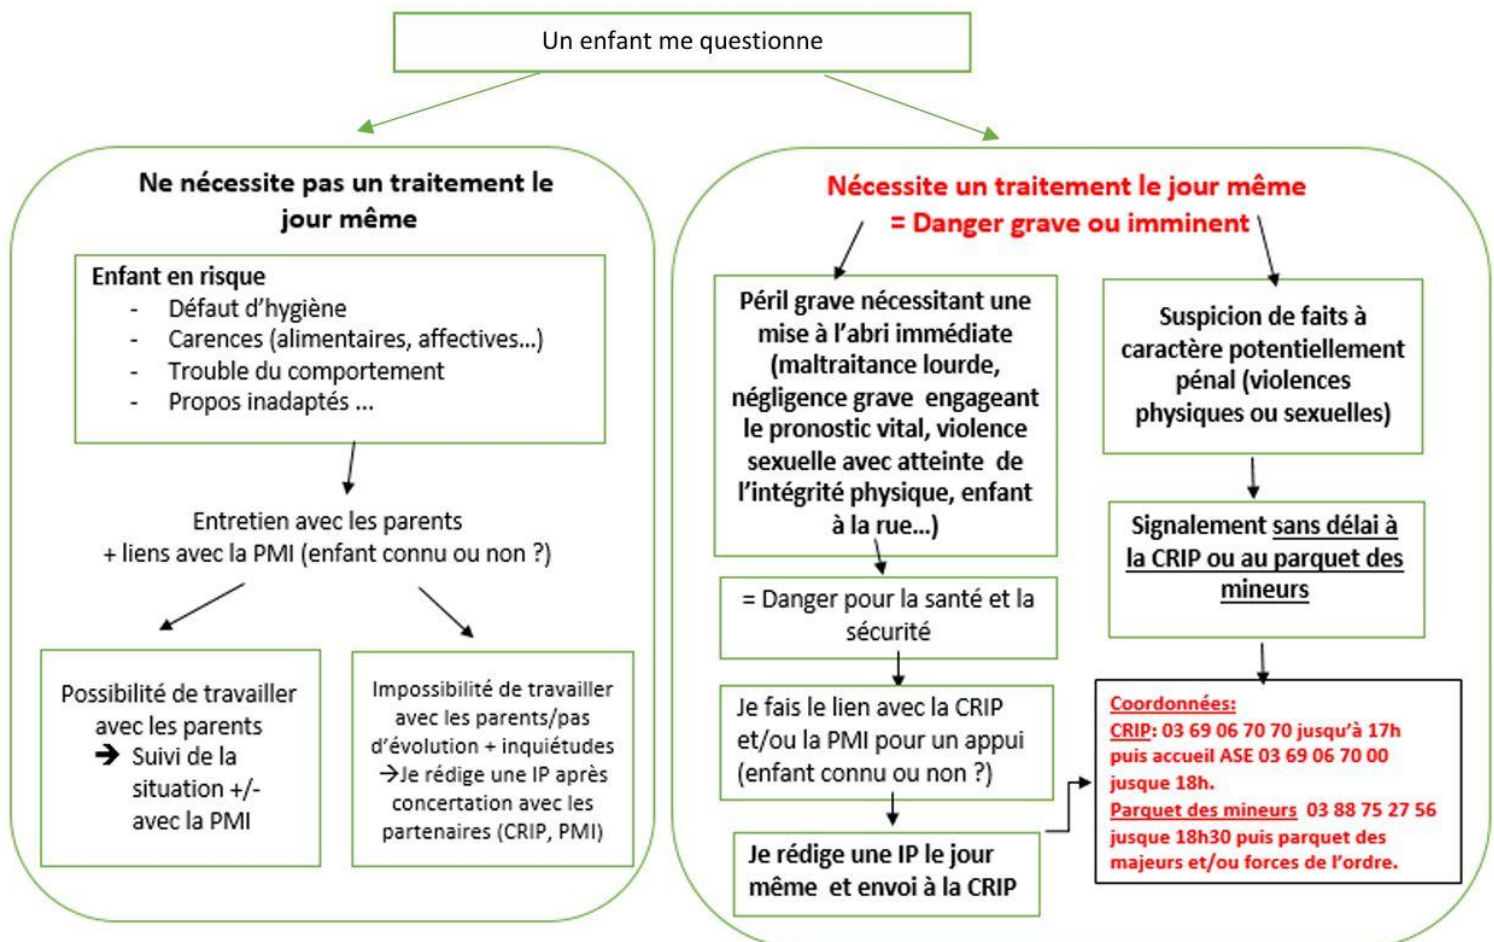 Un enfant me questionne
Ne nécessite pas un traitement le
jour même
Enfant en risque
- Défaut d’hygiène
- Carences (alimentaires, affectives…)
- Trouble du comportement
- Propos inadaptés …
Entretien avec les parents
+ liens avec la PMI (enfant connu ou non ?)
Possibilité de travailler
avec les parents
➔ Suivi de la
situation +/-
avec la PMI
Impossibilité de travailler
avec les parents/pas
d’évolution + inquiétudes
→Je rédige une IP après
concertation avec les
partenaires (CRIP, PMI)
Nécessite un traitement le jour même
= Danger grave ou imminent
Péril grave nécessitant une
mise à l’abri immédiate
(maltraitance lourde,
négligence grave engageant
le pronostic vital, violence
sexuelle avec atteinte de
l’intégrité physique, enfant
à la rue…)
= Danger pour la santé et la
sécurité
Je fais le lien avec la CRIP
et/ou la PMI pour un appui
(enfant connu ou non ?)
Je rédige une IP le jour
même et envoi à la CRIP
Suspicion de faits à
caractère potentiellement
pénal (violences
physiques ou sexuelles)
Signalement sans délai à
la CRIP ou au parquet des
mineurs
Coordonnées:
CRIP: 03 69 06 70 70 jusqu’à 17h
puis accueil ASE 03 69 06 70 00
jusque 18h.
Parquet des mineurs 03 88 75 27 56
jusque 18h30 puis parquet des
majeurs et/ou forces de l’ordre.